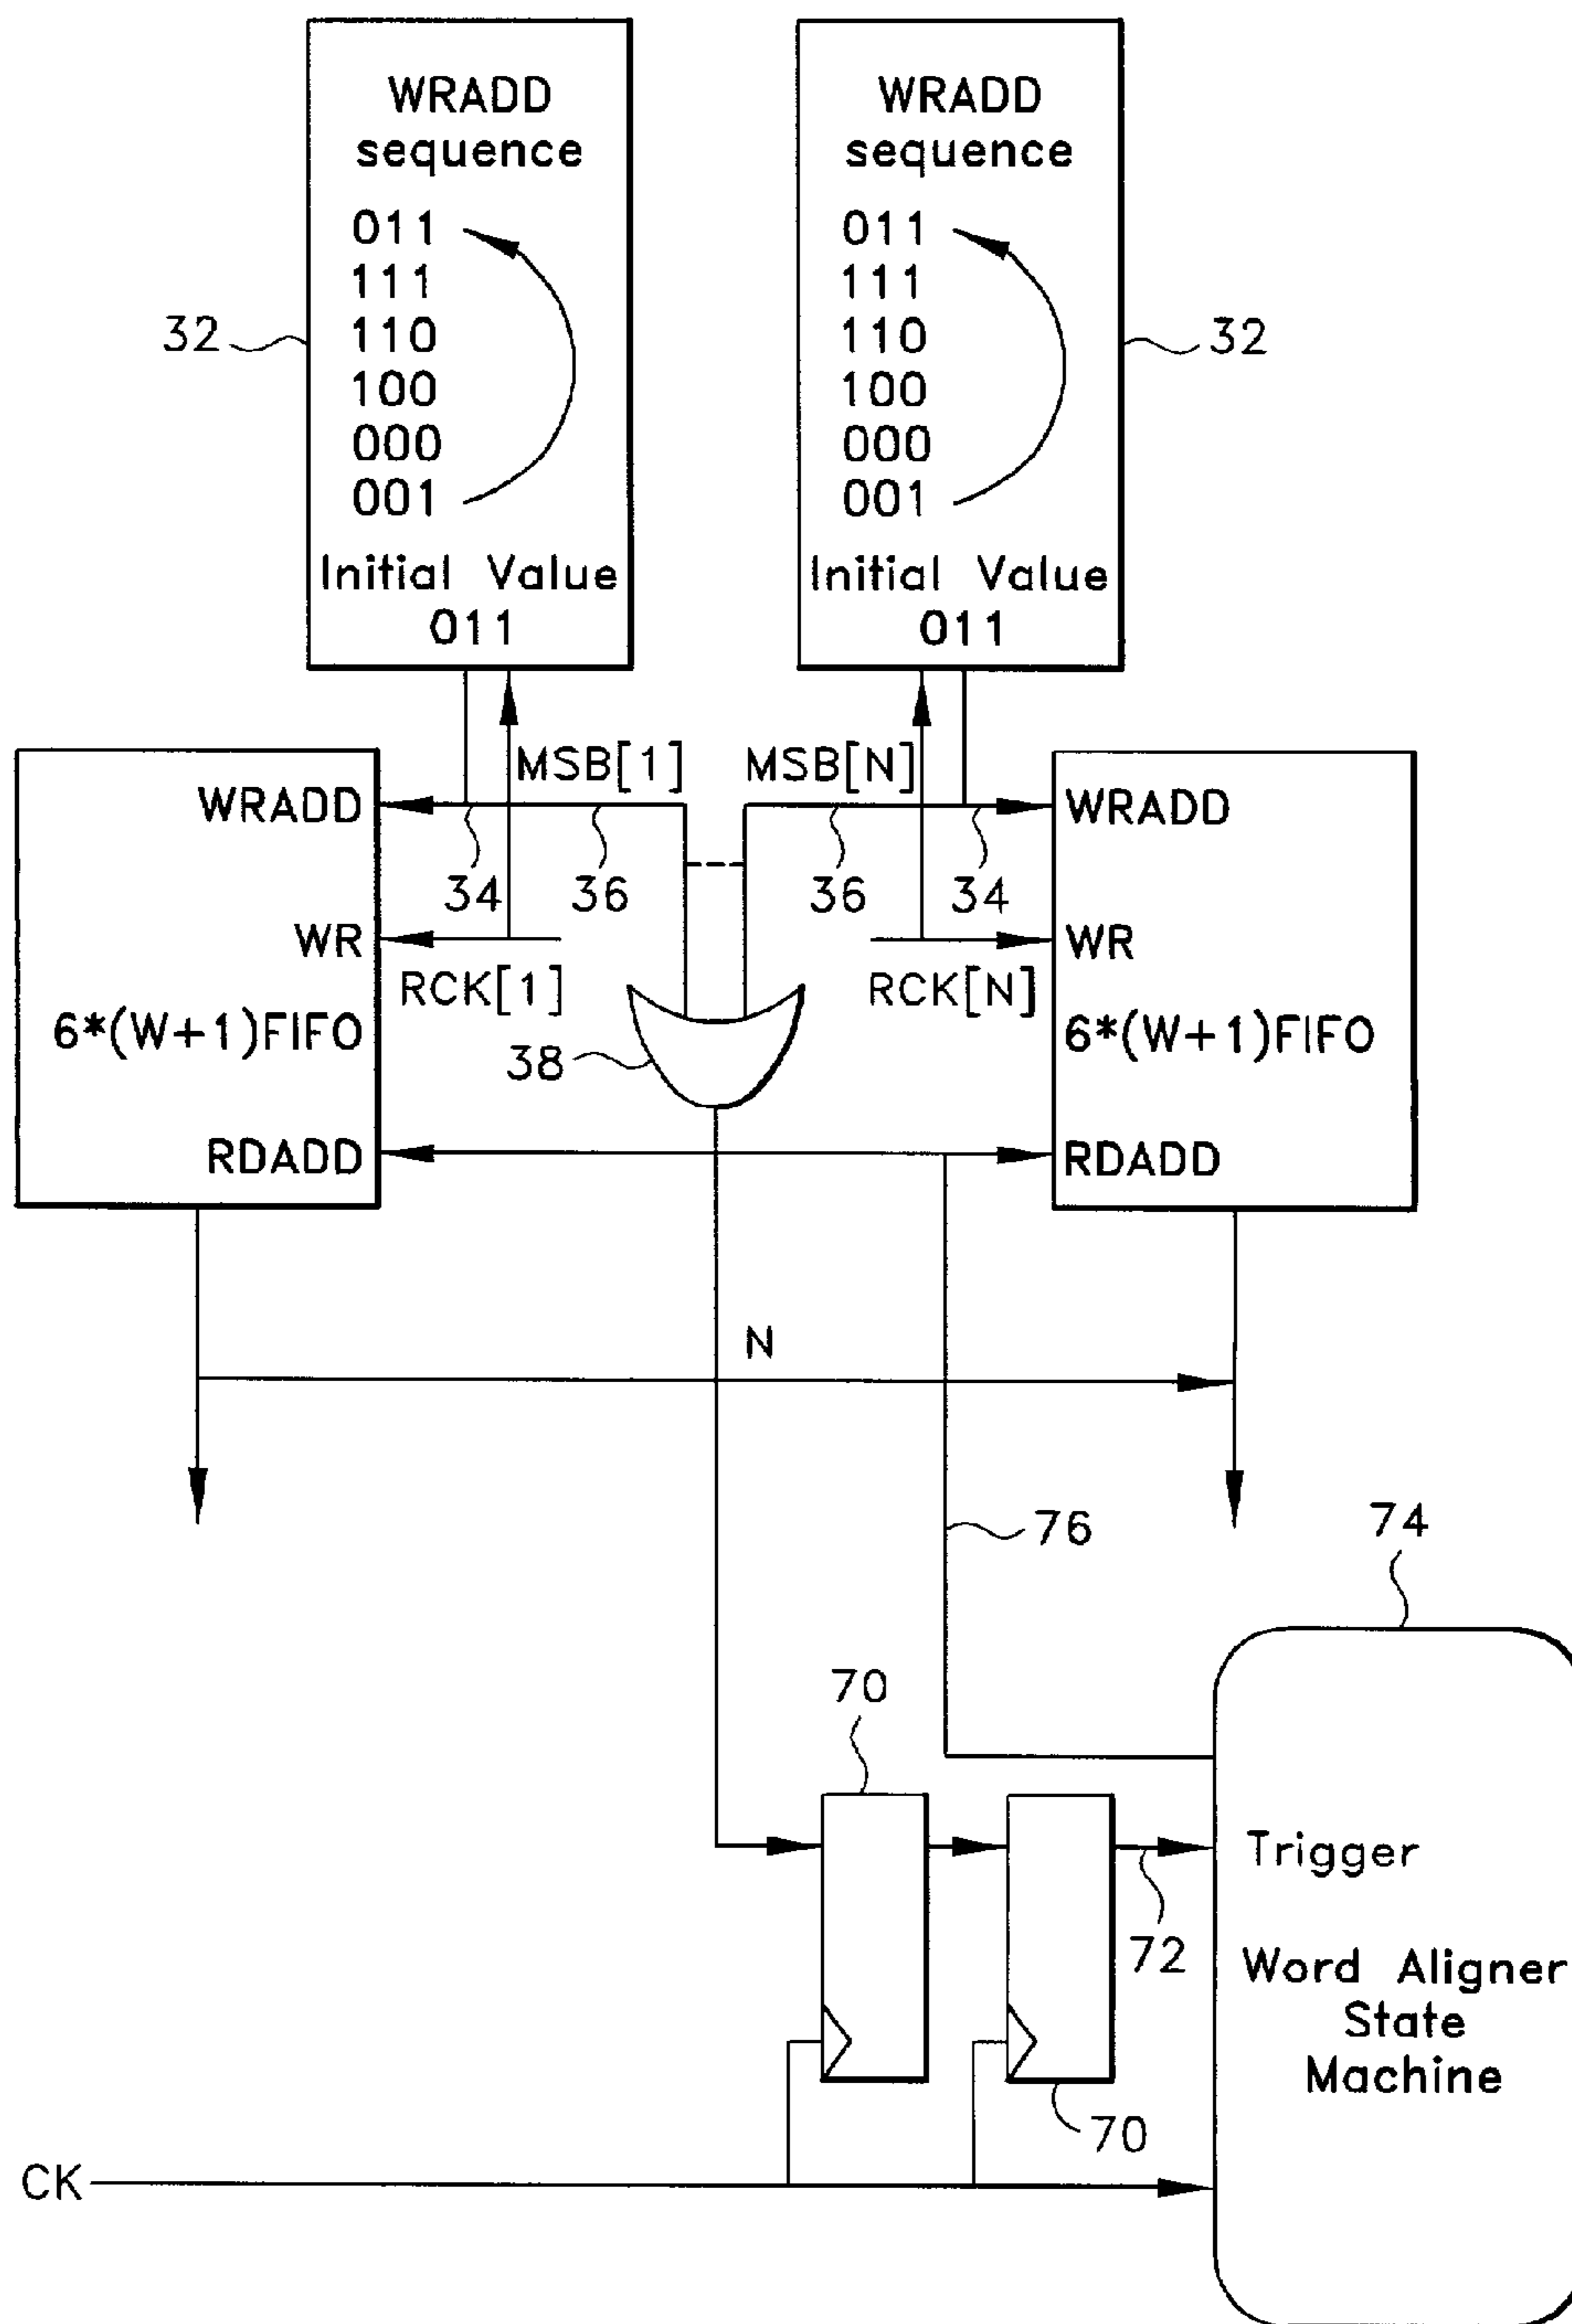 WRADD
sequence
011
111
110
100
000
001
Initial Value
011
32
WRADD
sequence
011
111
110
100
000
001
Initial Value
011
32
MSB[1]
MSB[N]
WRADD
34
36
36
34
WRADD
WR
RCK[1]
RCK[N]
WR
6*(W+1)FIFO
38
6*(W+1)FIFO
RDADD
RDADD
N
76
74
70
Trigger
72
Word Aligner
State
Machine
70
CK